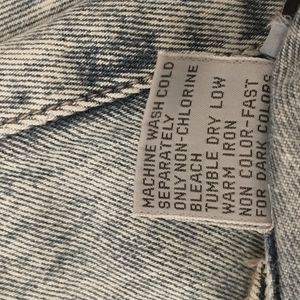 MACHINE WASH COLD
SEPARATELY
ONLY NON-CHLORINE
BLEACH
TUMBLE DRY LOW
WARM IRON
NON COLOR-FAST
FOR DARK COLORS